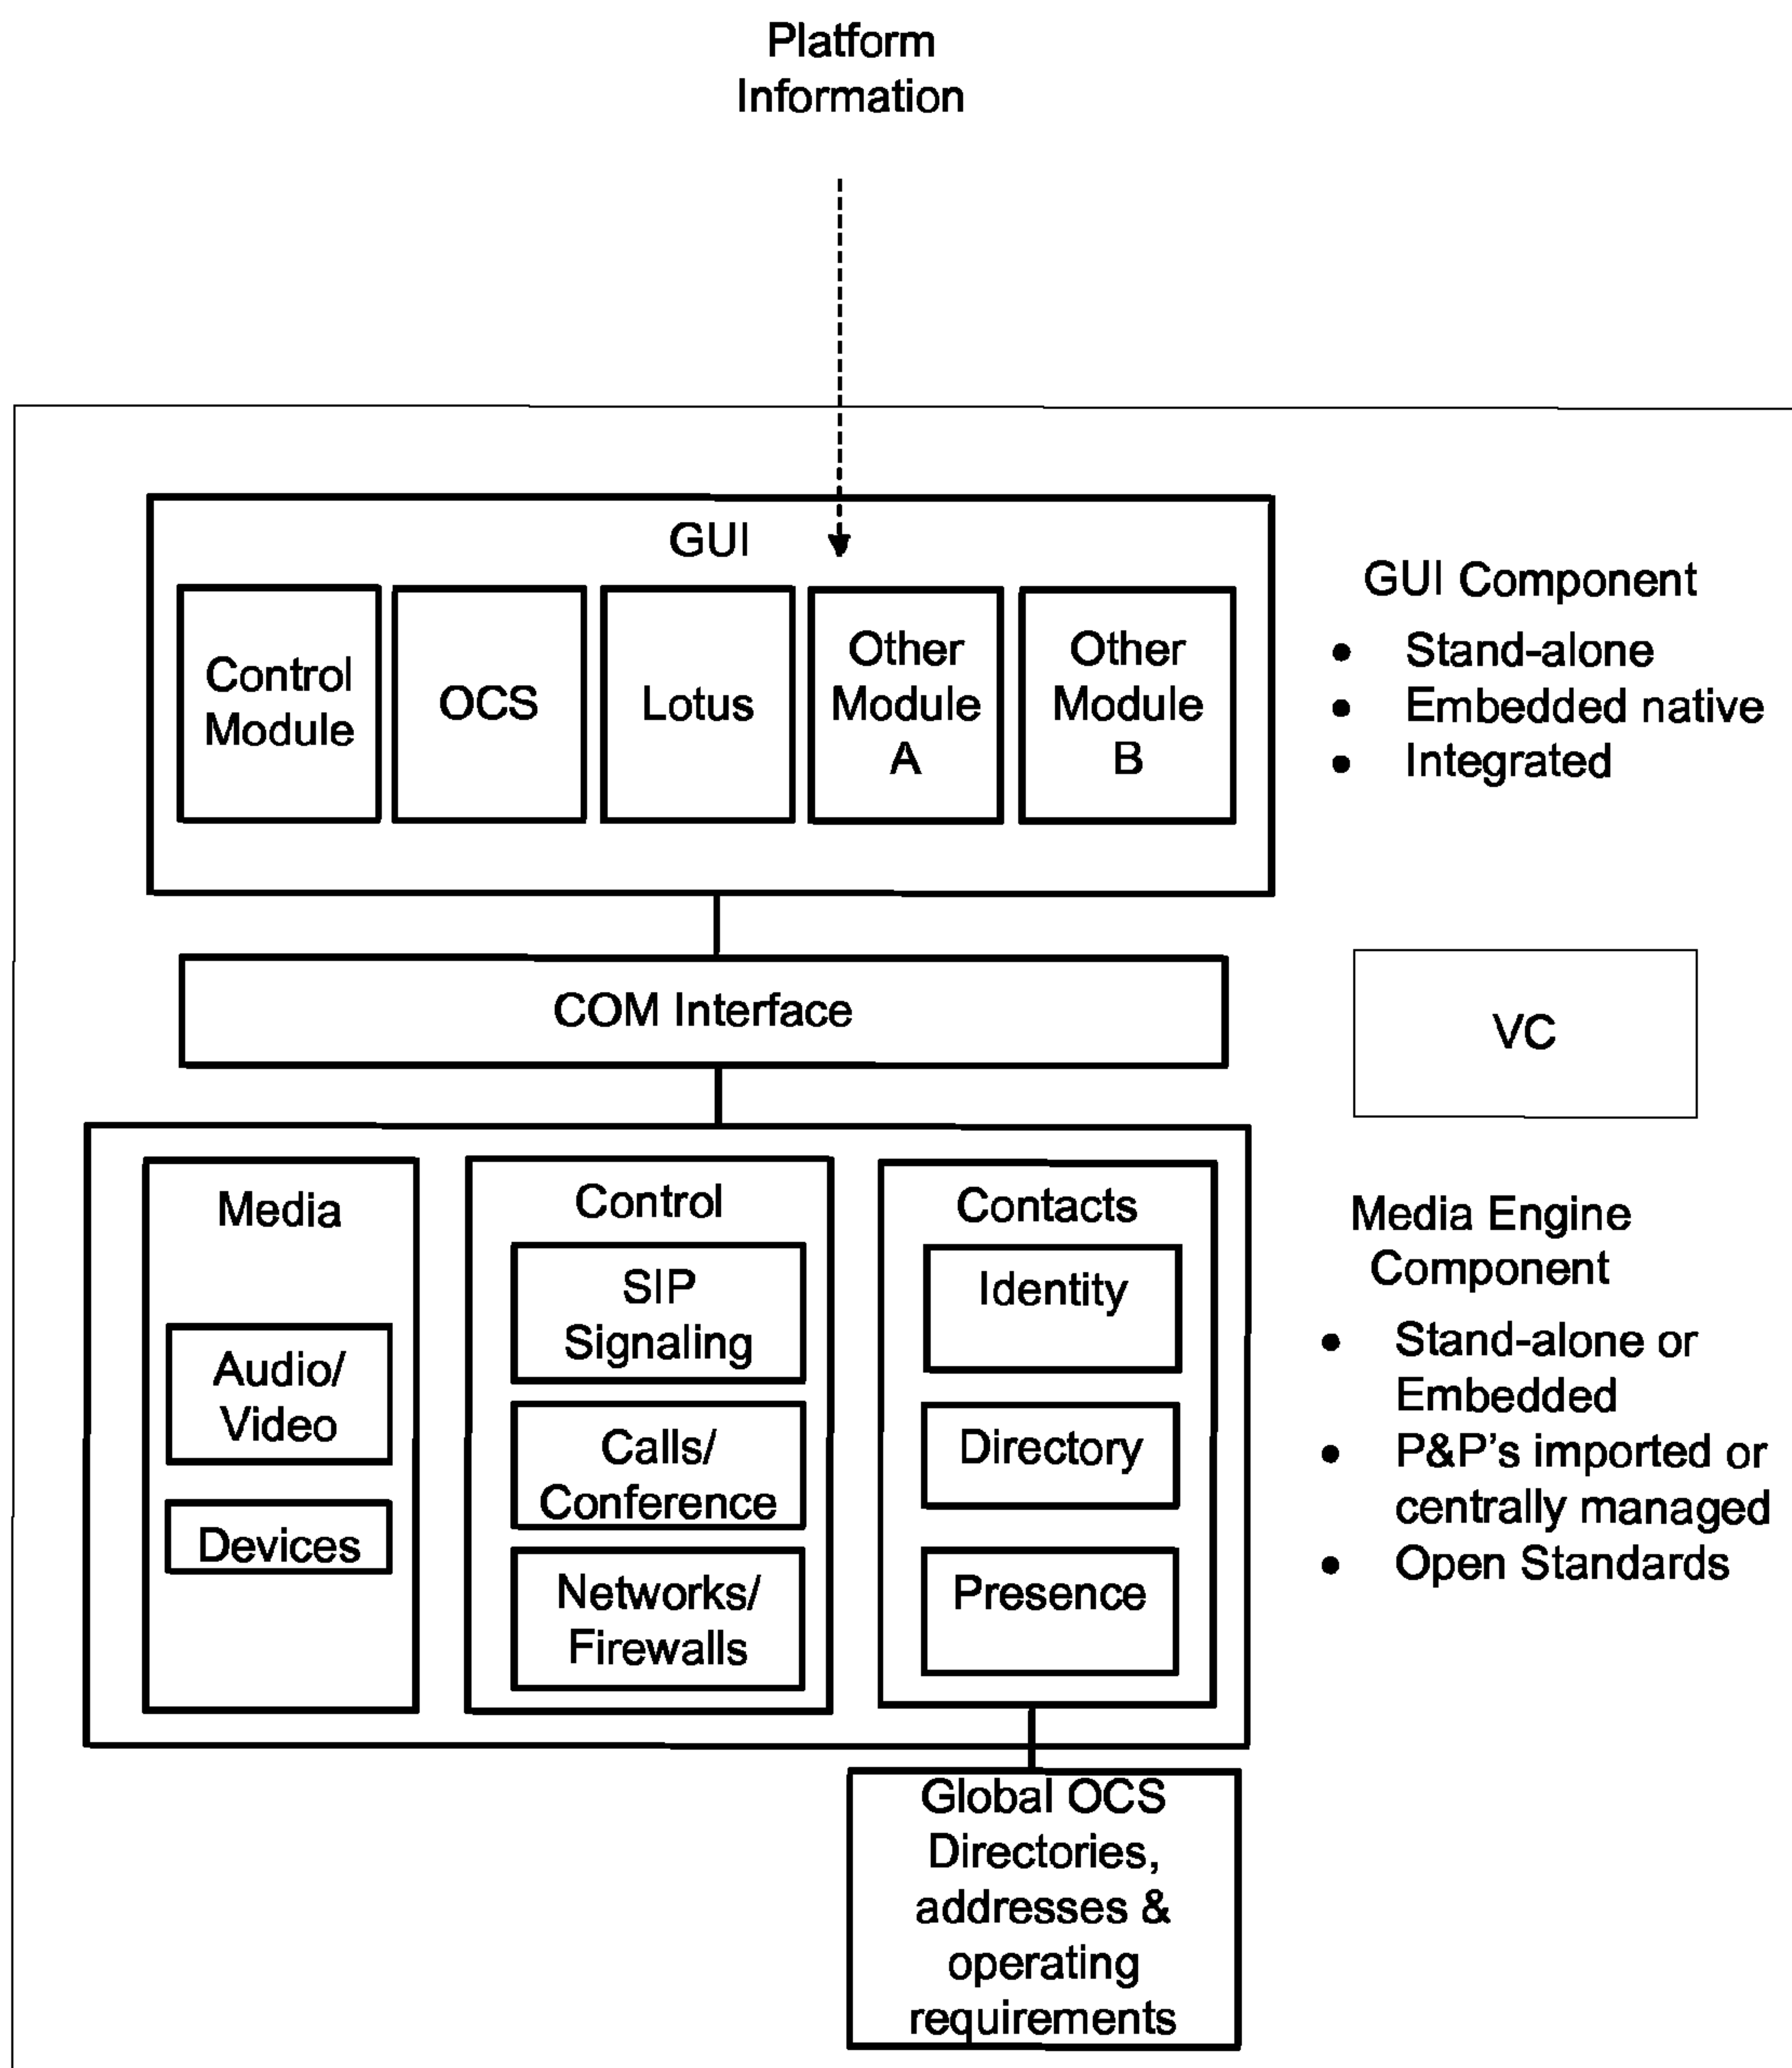 Platform
Information
GUI
Control
Module
OCS
Lotus
Other
Module
A
Other
Module
B
GUI Component
• Stand-alone
• Embedded native
• Integrated
COM Interface
VC
Media
Audio/
Video
Devices
Control
SIP
Signaling
Calls/
Conference
Networks/
Firewalls
Contacts
Identity
Directory
Presence
Media Engine
Component
• Stand-alone or
Embedded
• P&P's imported or
centrally managed
• Open Standards
Global OCS
Directories,
addresses &
operating
requirements